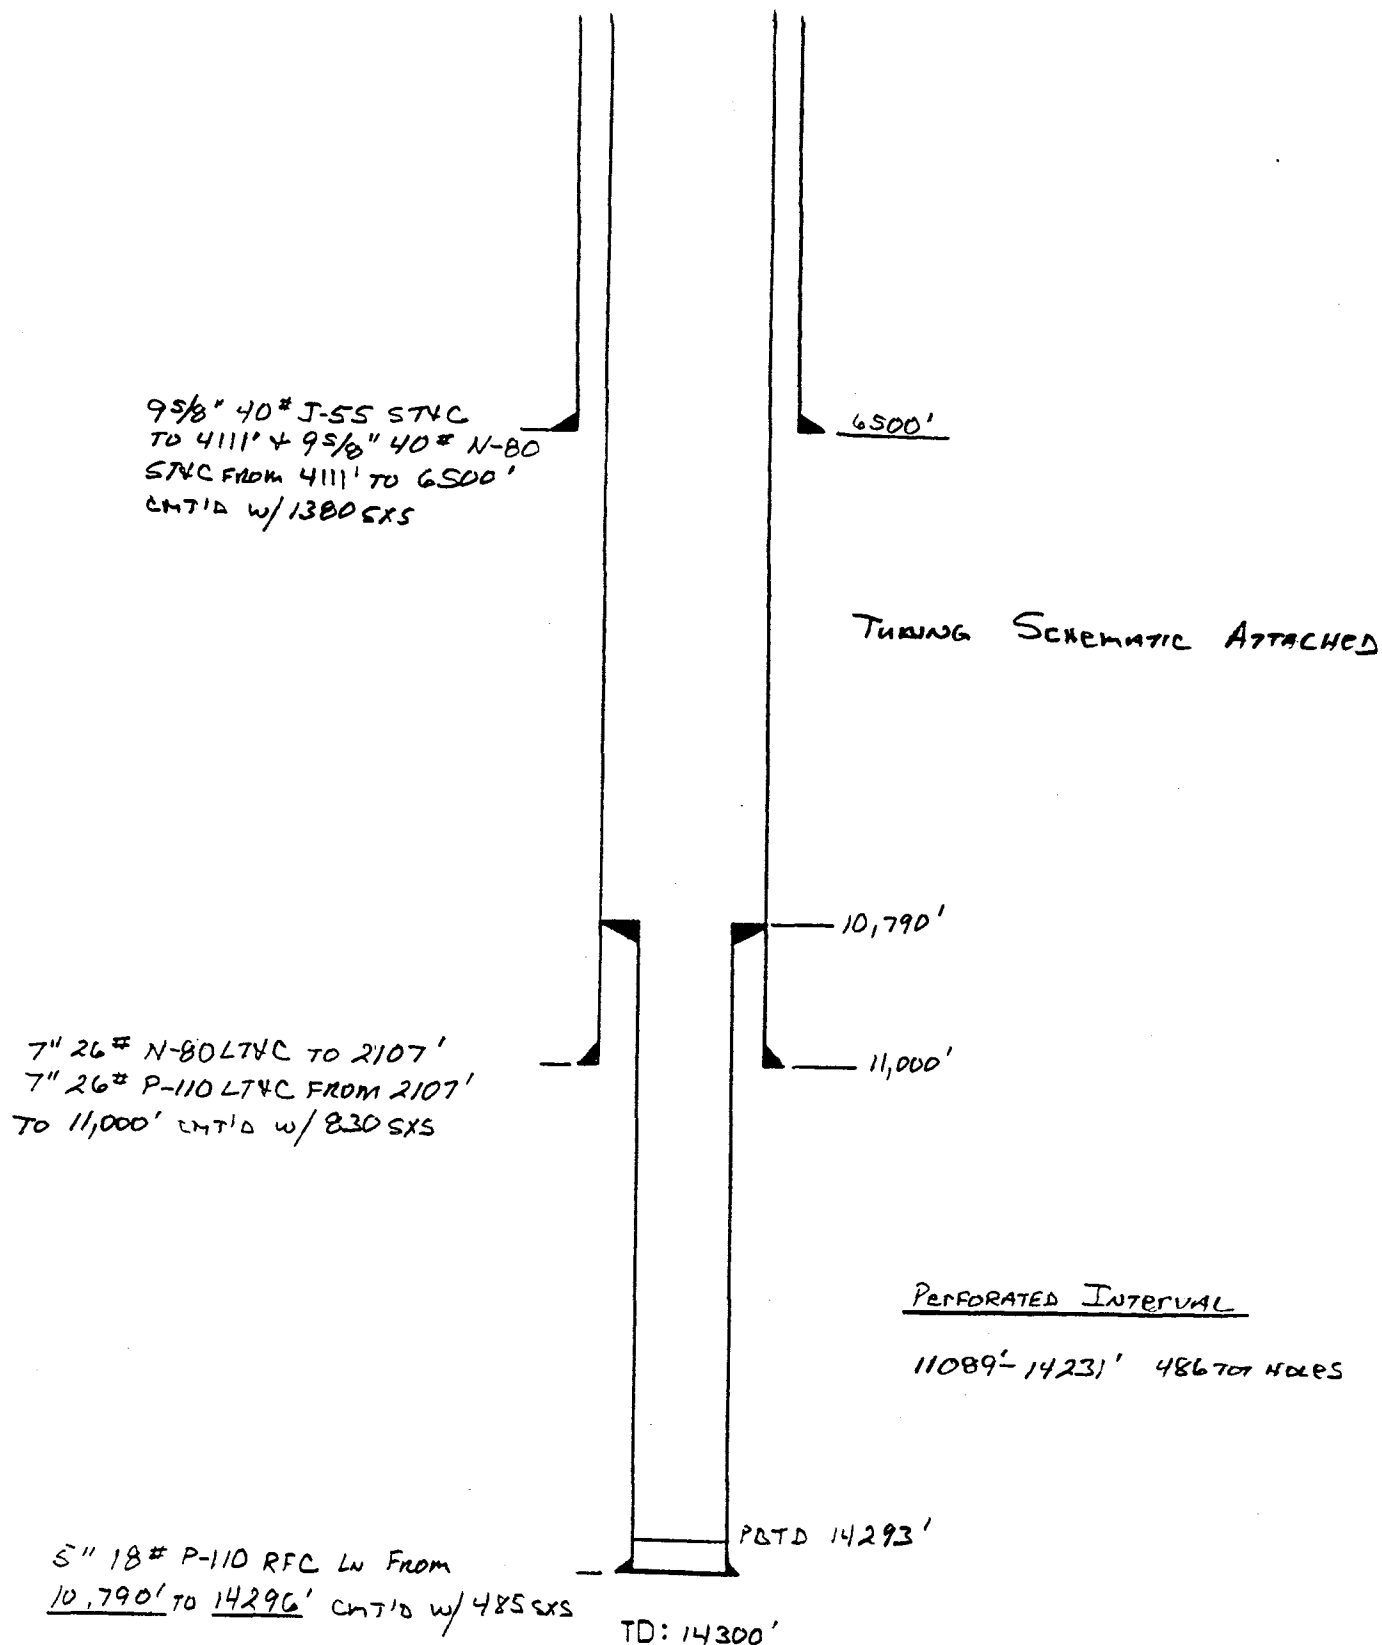 9 5/8" 40# J-55 ST&C
TO 4111' & 9 5/8" 40# N-80
ST&C FROM 4111' TO 6500'
CMT'D W/ 1380 SXS
6500'
TUBING SCHEMATIC ATTACHED
10,790'
7" 26# N-80 LT&C TO 2107'
7" 26# P-110 LT&C FROM 2107'
TO 11,000' CMT'D W/ 830 SXS
11,000'
PERFORATED INTERVAL
11089'-14231' 486 TOT HOLES
PBTD 14293'
5" 18# P-110 RFC LN FROM
10,790' TO 14296' CMT'D W/ 485 SXS
TD: 14300'